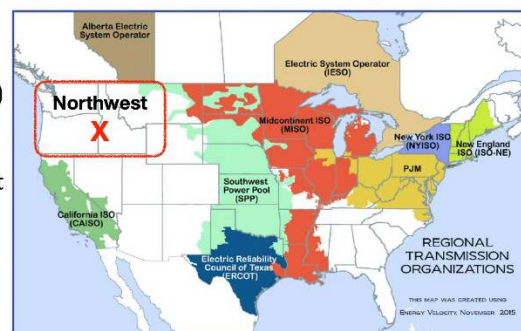 )
t
Alberta Electric
System Operator
Electric System Operator
(IESO)
Northwest
X
Midcontinent ISO
(MISO)
New York ISO
(NYISO)
New England
ISO (ISO-NE)
PJM
Southwest
Power Pool
(SPP)
California ISO
(CAISO)
Electric Reliability
Council of Texas
(ERCOT)
REGIONAL
TRANSMISSION
ORGANIZATIONS
THIS MAP WAS CREATED USING
ENERGY VELOCITY, NOVEMBER 2015